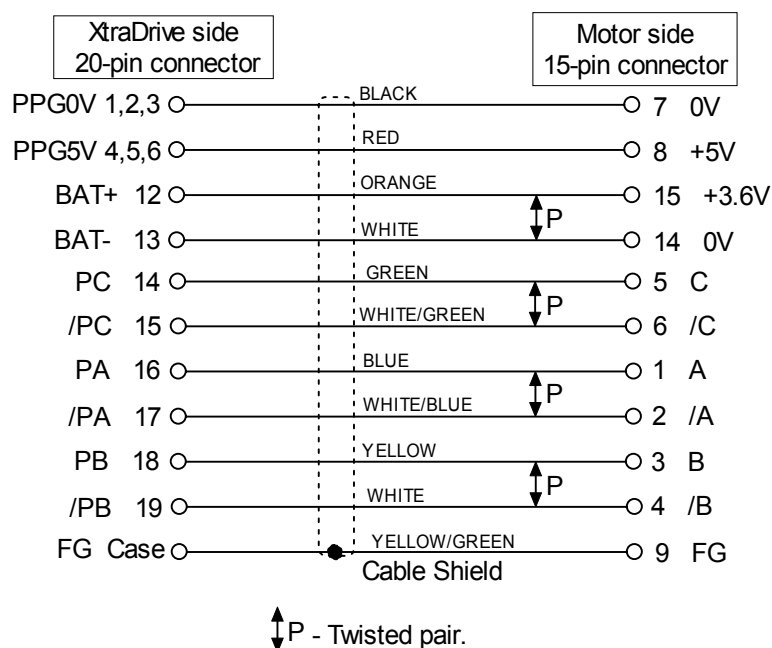 XtraDrive side
20-pin connector
Motor side
15-pin connector
PPG0V 1,2,3 BLACK 7 0V
PPG5V 4,5,6 RED 8 +5V
BAT+ 12 ORANGE 15 +3.6V
P
BAT- 13 WHITE 14 0V
PC 14 GREEN 5 C
P
/PC 15 WHITE/GREEN 6 /C
PA 16 BLUE 1 A
P
/PA 17 WHITE/BLUE 2 /A
PB 18 YELLOW 3 B
P
/PB 19 WHITE 4 /B
FG Case YELLOW/GREEN 9 FG
Cable Shield
P - Twisted pair.